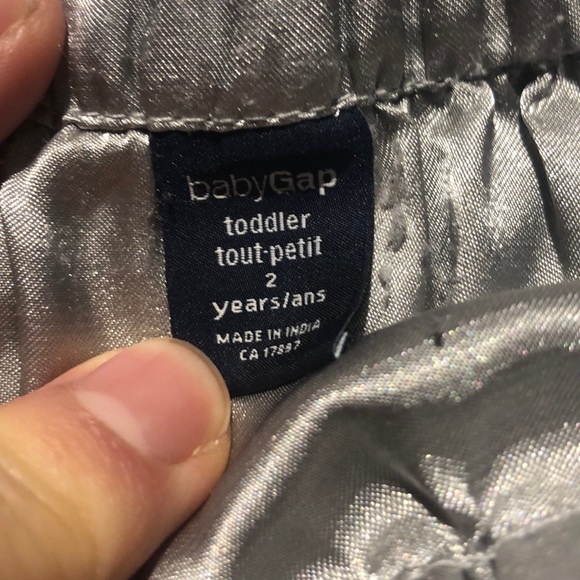 babyGap
toddler
tout-petit
2
years/ans
MADE IN INDIA
CA 17897